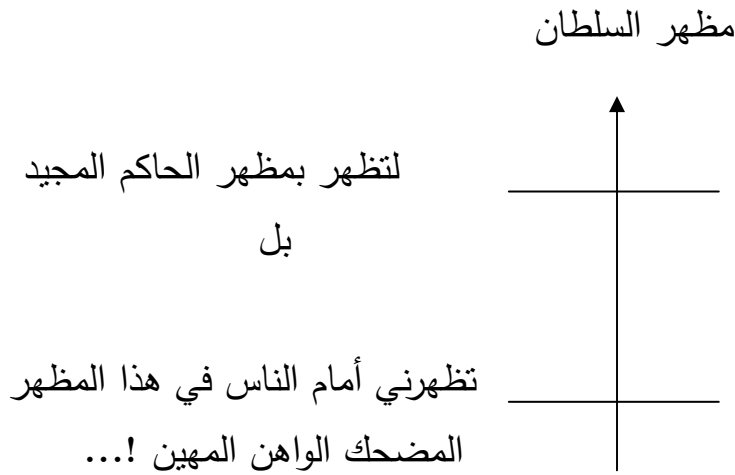 مظهر السلطان
لتظهر بمظهر الحاكم المجيد
بل
تظهرني أمام الناس في هذا المظهر
المضحك الواهن المهين !...